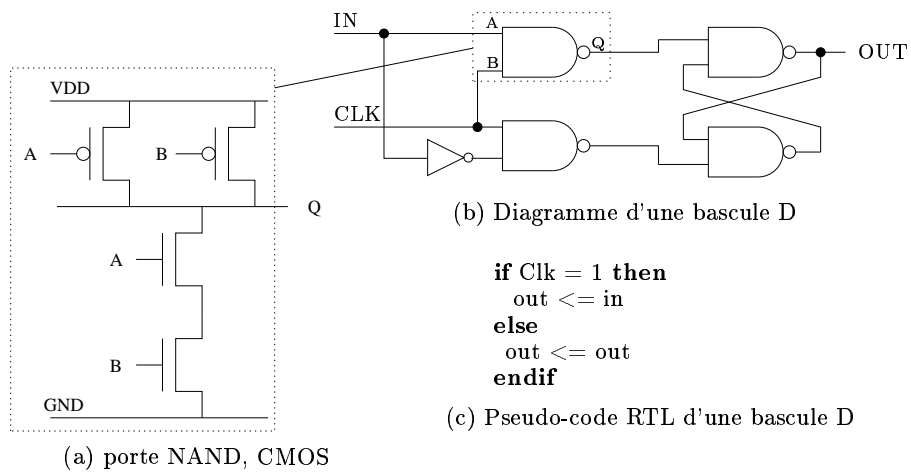 IN
A
Q
B
OUT
VDD
CLK
A
B
Q
(b) Diagramme d'une bascule D
A
if Clk = 1 then
out <= in
else
out <= out
endif
B
GND
(c) Pseudo-code RTL d'une bascule D
(a) porte NAND, CMOS